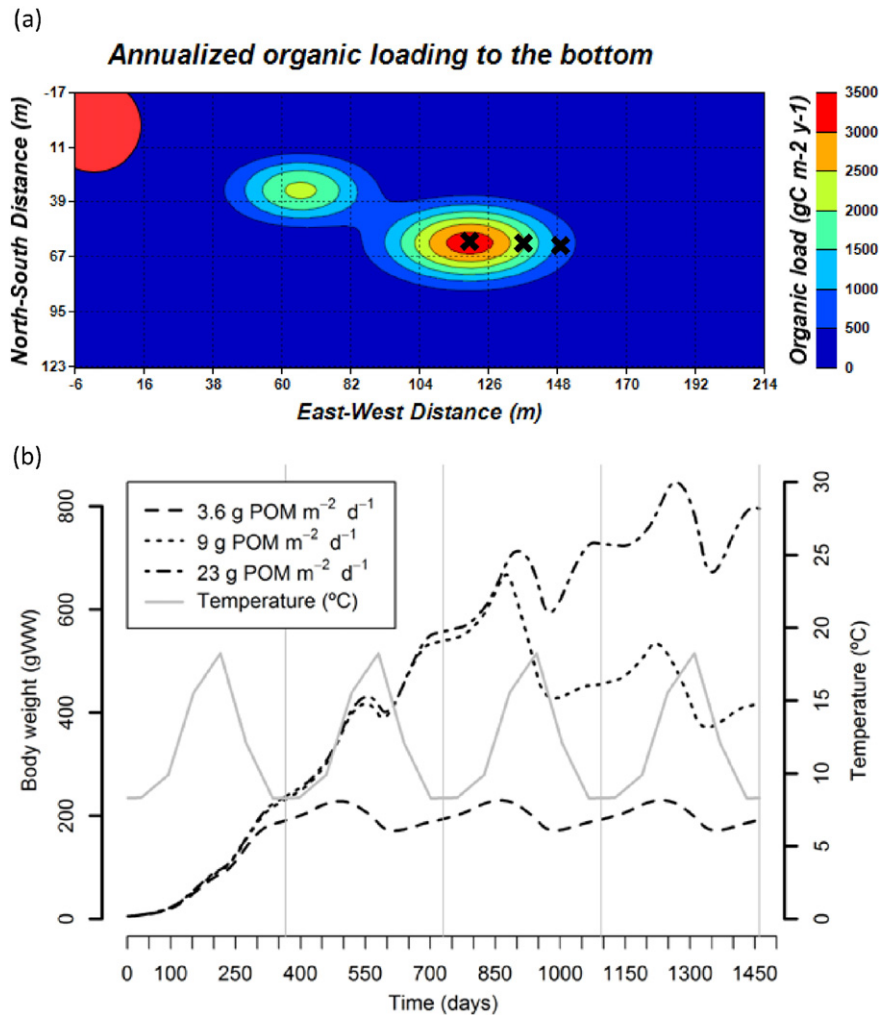 (a)
Annualized organic loading to the bottom
North-South Distance (m)
-17
11
39
67
95
123
-6 16 38 60 82 104 126 148 170 192 214
East-West Distance (m)
Organic load (gC m-2 y-1)
3500
3000
2500
2000
1500
1000
500
0
(b)
3.6 g POM m⁻² d⁻¹
9 g POM m⁻² d⁻¹
23 g POM m⁻² d⁻¹
Temperature (ºC)
Body weight (gWW)
800
600
400
200
0
Temperature (ºC)
30
25
20
15
10
5
0
0 100 250 400 550 700 850 1000 1150 1300 1450
Time (days)